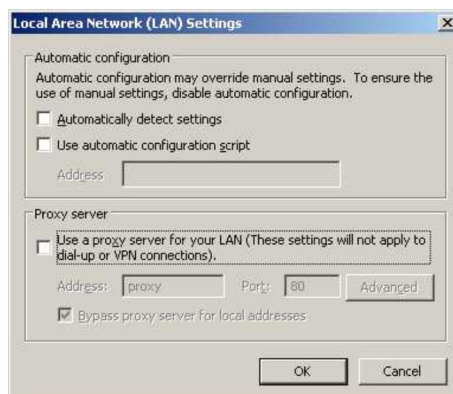 Local Area Network (LAN) Settings
Automatic configuration
Automatic configuration may override manual settings. To ensure the
use of manual settings, disable automatic configuration.
Automatically detect settings
Use automatic configuration script
Address
Proxy server
Use a proxy server for your LAN (These settings will not apply to
dial-up or VPN connections).
Address: proxy Port: 80 Advanced
Bypass proxy server for local addresses
OK Cancel